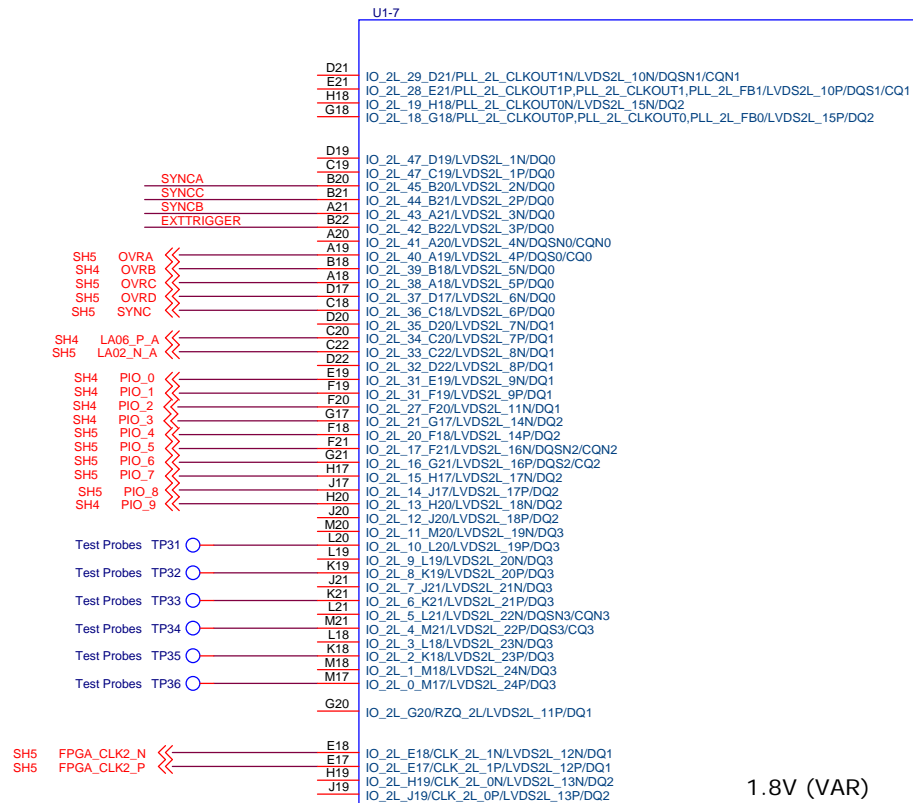 U1-7
D21 IO_2L_29_D21/PLL_2L_CLKOUT1N/LVDS2L_10N/DQSN1/CQN1
E21 IO_2L_28_E21/PLL_2L_CLKOUT1P,PLL_2L_CLKOUT1,PLL_2L_FB1/LVDS2L_10P/DQS1/CQ1
H18 IO_2L_19_H18/PLL_2L_CLKOUT0N/LVDS2L_15N/DQ2
G18 IO_2L_18_G18/PLL_2L_CLKOUT0P,PLL_2L_CLKOUT0,PLL_2L_FB0/LVDS2L_15P/DQ2
D19 IO_2L_47_D19/LVDS2L_1N/DQ0
C19 IO_2L_47_C19/LVDS2L_1P/DQ0
SYNCA B20 IO_2L_45_B20/LVDS2L_2N/DQ0
SYNCC B21 IO_2L_44_B21/LVDS2L_2P/DQ0
SYNCB A21 IO_2L_43_A21/LVDS2L_3N/DQ0
EXTTRIGGER B22 IO_2L_42_B22/LVDS2L_3P/DQ0
A20 IO_2L_41_A20/LVDS2L_4N/DQSN0/CQN0
SH5 OVRA A19 IO_2L_40_A19/LVDS2L_4P/DQS0/CQ0
SH4 OVRB B18 IO_2L_39_B18/LVDS2L_5N/DQ0
SH5 OVRC A18 IO_2L_38_A18/LVDS2L_5P/DQ0
SH5 OVRD D17 IO_2L_37_D17/LVDS2L_6N/DQ0
SH5 SYNC C18 IO_2L_36_C18/LVDS2L_6P/DQ0
D20 IO_2L_35_D20/LVDS2L_7N/DQ1
SH4 LA06_P_A C20 IO_2L_34_C20/LVDS2L_7P/DQ1
SH5 LA02_N_A C22 IO_2L_33_C22/LVDS2L_8N/DQ1
D22 IO_2L_32_D22/LVDS2L_8P/DQ1
SH4 PIO_0 E19 IO_2L_31_E19/LVDS2L_9N/DQ1
SH4 PIO_1 F19 IO_2L_31_F19/LVDS2L_9P/DQ1
SH4 PIO_2 F20 IO_2L_27_F20/LVDS2L_11N/DQ1
SH4 PIO_3 G17 IO_2L_21_G17/LVDS2L_14N/DQ2
SH5 PIO_4 F18 IO_2L_20_F18/LVDS2L_14P/DQ2
SH5 PIO_5 F21 IO_2L_17_F21/LVDS2L_16N/DQSN2/CQN2
SH5 PIO_6 G21 IO_2L_16_G21/LVDS2L_16P/DQS2/CQ2
SH5 PIO_7 H17 IO_2L_15_H17/LVDS2L_17N/DQ2
SH5 PIO_8 J17 IO_2L_14_J17/LVDS2L_17P/DQ2
SH4 PIO_9 H20 IO_2L_13_H20/LVDS2L_18N/DQ2
J20 IO_2L_12_J20/LVDS2L_18P/DQ2
M20 IO_2L_11_M20/LVDS2L_19N/DQ3
Test Probes TP31 L20 IO_2L_10_L20/LVDS2L_19P/DQ3
L19 IO_2L_9_L19/LVDS2L_20N/DQ3
Test Probes TP32 K19 IO_2L_8_K19/LVDS2L_20P/DQ3
J21 IO_2L_7_J21/LVDS2L_21N/DQ3
Test Probes TP33 K21 IO_2L_6_K21/LVDS2L_21P/DQ3
L21 IO_2L_5_L21/LVDS2L_22N/DQSN3/CQN3
Test Probes TP34 M21 IO_2L_4_M21/LVDS2L_22P/DQS3/CQ3
L18 IO_2L_3_L18/LVDS2L_23N/DQ3
Test Probes TP35 K18 IO_2L_2_K18/LVDS2L_23P/DQ3
M18 IO_2L_1_M18/LVDS2L_24N/DQ3
Test Probes TP36 M17 IO_2L_0_M17/LVDS2L_24P/DQ3
G20 IO_2L_G20/RZQ_2L/LVDS2L_11P/DQ1
SH5 FPGA_CLK2_N E18 IO_2L_E18/CLK_2L_1N/LVDS2L_12N/DQ1
SH5 FPGA_CLK2_P E17 IO_2L_E17/CLK_2L_1P/LVDS2L_12P/DQ1
H19 IO_2L_H19/CLK_2L_0N/LVDS2L_13N/DQ2
J19 IO_2L_J19/CLK_2L_0P/LVDS2L_13P/DQ2
1.8V (VAR)